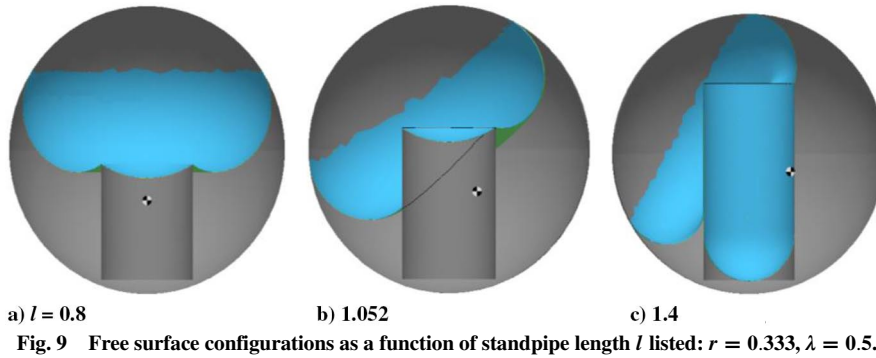 a) l = 0.8 b) 1.052 c) 1.4
Fig. 9 Free surface configurations as a function of standpipe length l listed: r = 0.333, λ = 0.5.